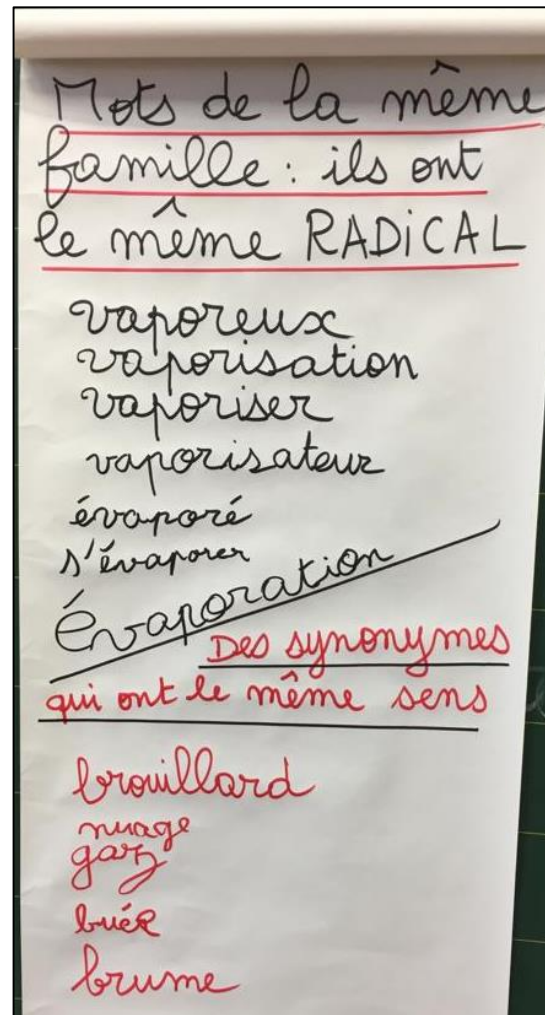 Mots de la même
famille : ils ont
le même RADICAL
vaporeux
vaporisation
vaporiser
vaporisateur
évaporé
s'évaporer
Évaporation
Des synonymes
qui ont le même sens
brouillard
nuage
gaz
buée
brume